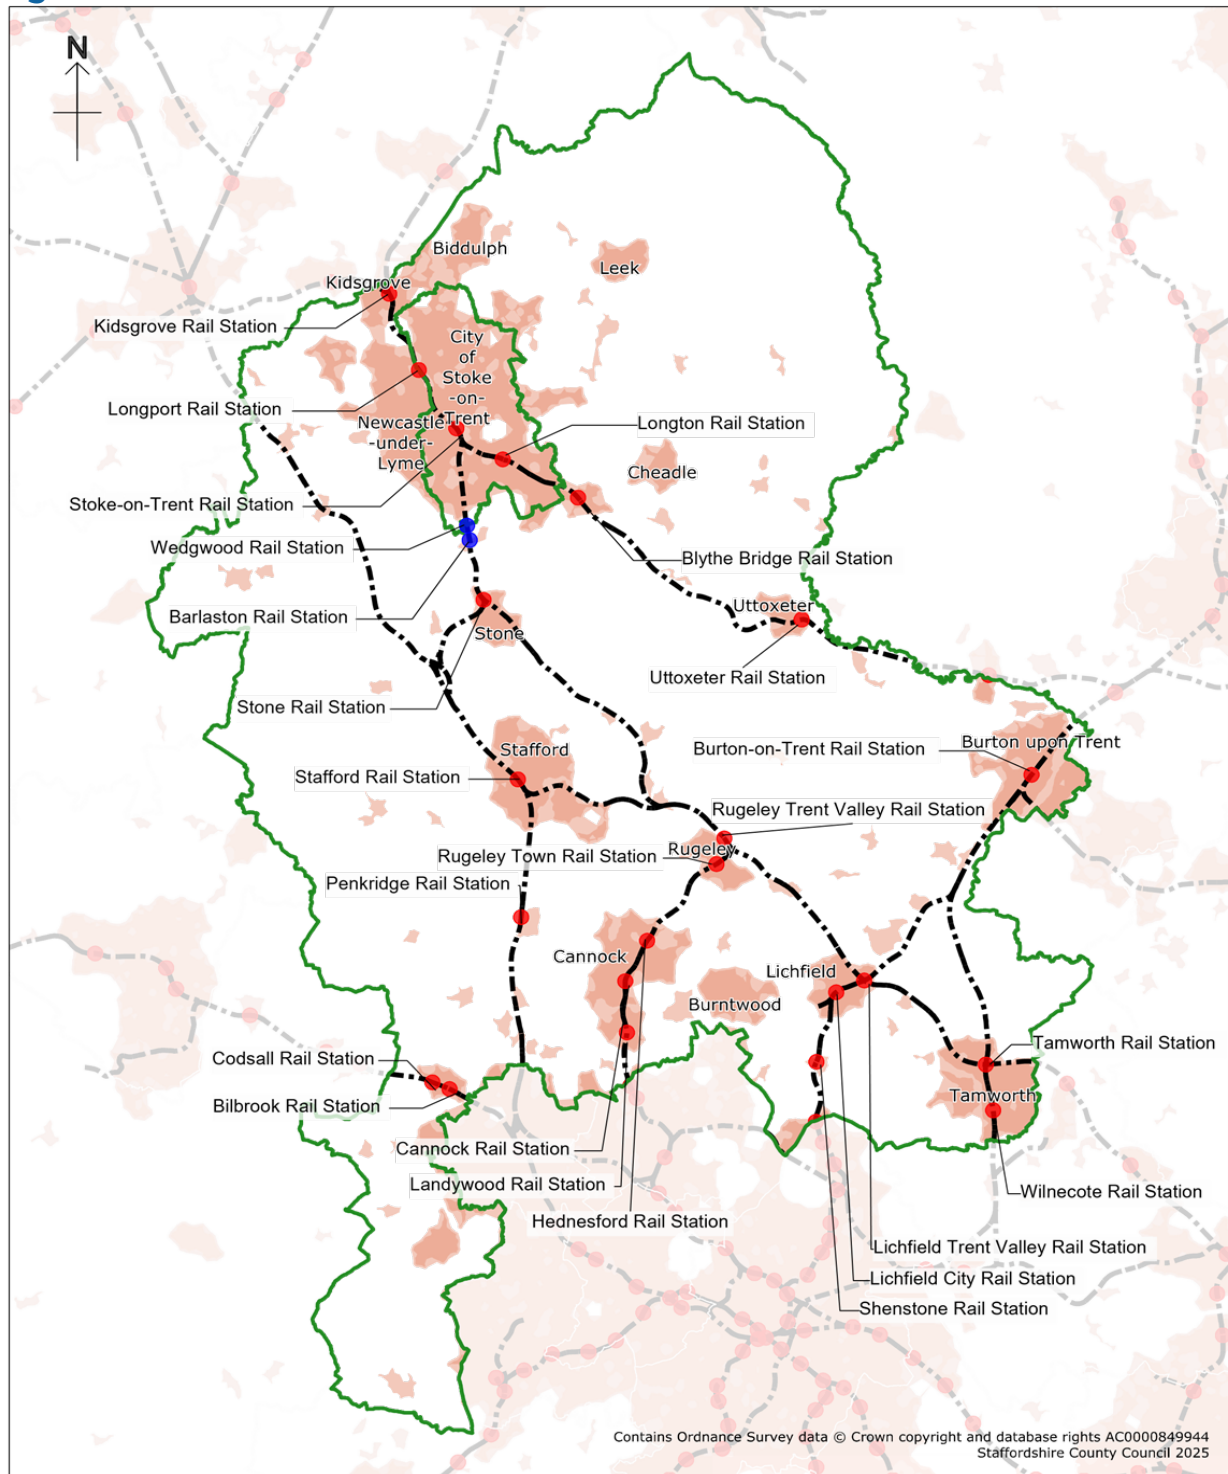 N
Biddulph
Leek
Kidsgrove
Kidsgrove Rail Station
City
of
Stoke
-on-
Trent
Longport Rail Station
Newcastle
-under-
Lyme
Longton Rail Station
Cheadle
Stoke-on-Trent Rail Station
Wedgwood Rail Station
Blythe Bridge Rail Station
Barlaston Rail Station
Uttoxeter
Stone
Uttoxeter Rail Station
Stone Rail Station
Stafford
Burton-on-Trent Rail Station
Burton upon Trent
Stafford Rail Station
Rugeley Trent Valley Rail Station
Rugeley Town Rail Station
Rugeley
Penkridge Rail Station
Cannock
Lichfield
Burntwood
Codsall Rail Station
Tamworth Rail Station
Tamworth
Bilbrook Rail Station
Cannock Rail Station
Landywood Rail Station
Wilnecote Rail Station
Hednesford Rail Station
Lichfield Trent Valley Rail Station
Lichfield City Rail Station
Shenstone Rail Station
Contains Ordnance Survey data © Crown copyright and database rights AC0000849944
Staffordshire County Council 2025